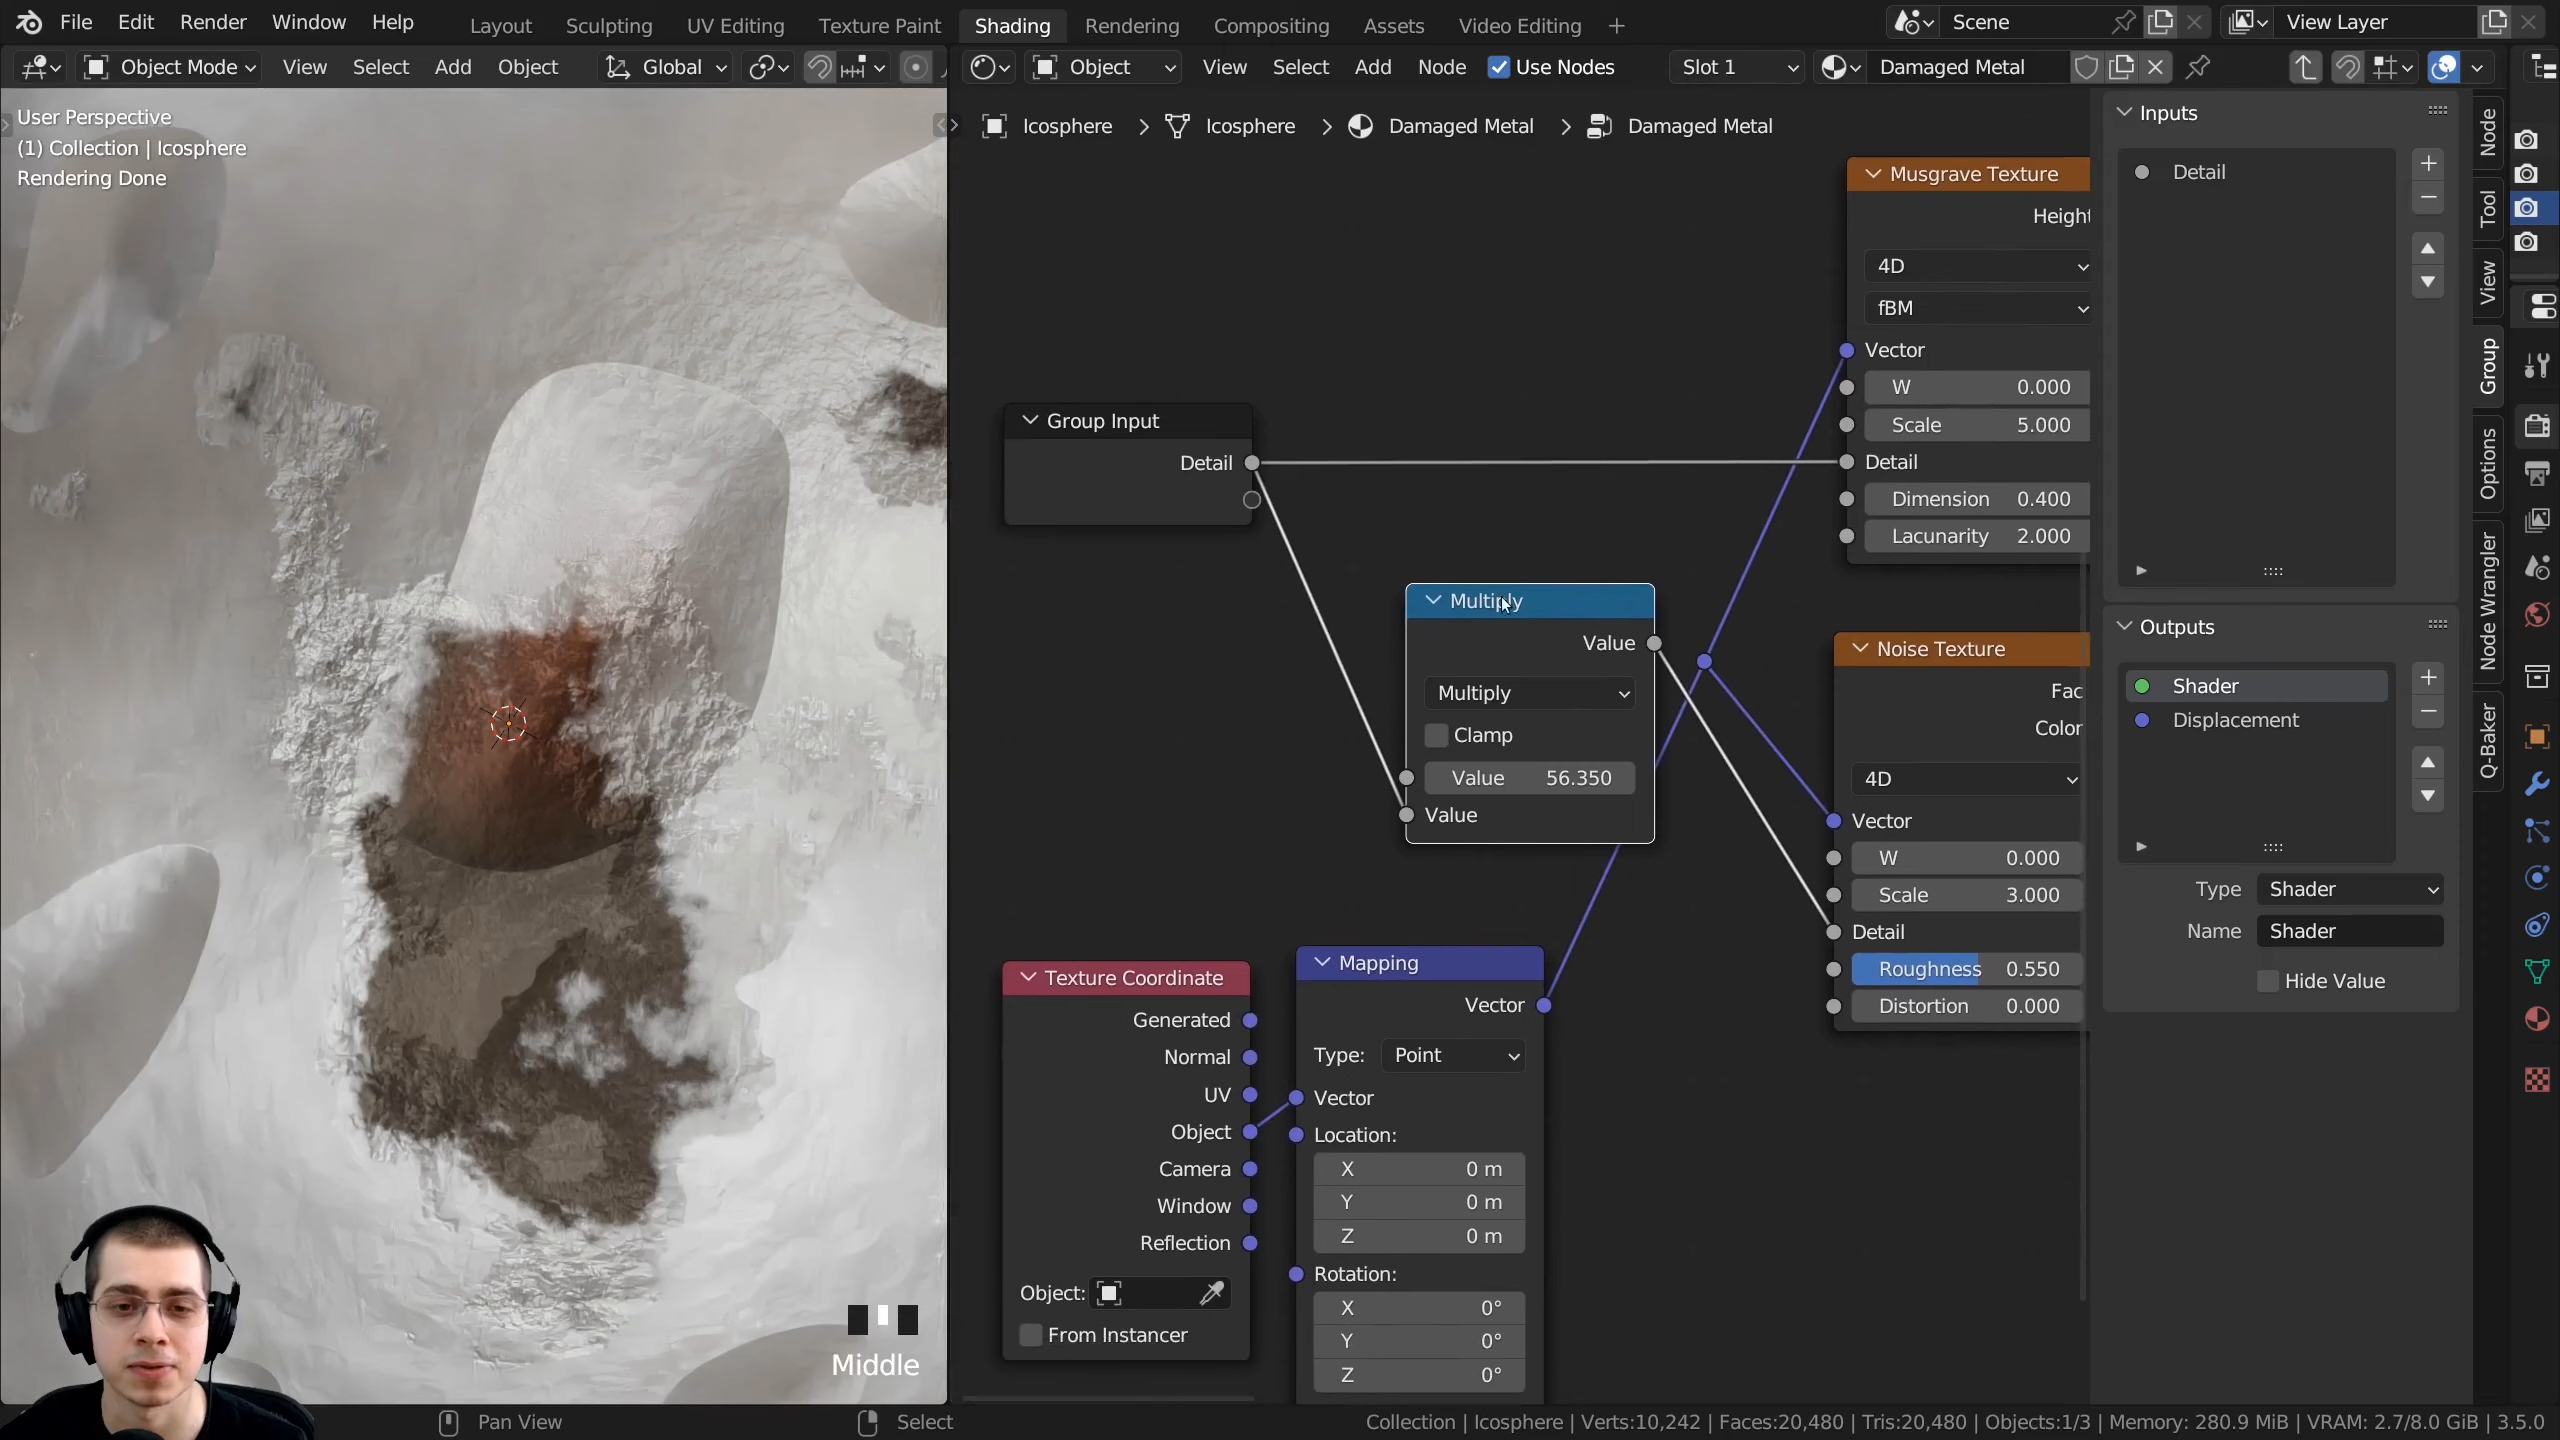 File Edit Render Window Help Layout Sculpting UV Editing Texture Paint Shading Rendering Compositing Assets Video Editing + Scene View Layer
Object Mode View Select Add Object Global Object View Select Add Node Use Nodes Slot 1 Damaged Metal
User Perspective
(1) Collection | Icosphere
Rendering Done
Icosphere > Icosphere > Damaged Metal > Damaged Metal
Group Input
Detail
Multiply
Value
Multiply
Clamp
Value 56.350
Value
Texture Coordinate
Generated
Normal
UV
Object
Camera
Window
Reflection
Object:
From Instancer
Mapping
Vector
Type: Point
Vector
Location:
X 0 m
Y 0 m
Z 0 m
Rotation:
X 0°
Y 0°
Z 0°
Musgrave Texture
Height
4D
fBM
Vector
W 0.000
Scale 5.000
Detail
Dimension 0.400
Lacunarity 2.000
Noise Texture
Fac
Color
4D
Vector
W 0.000
Scale 3.000
Detail
Roughness 0.550
Distortion 0.000
Inputs
Detail
Outputs
Shader
Displacement
Type Shader
Name Shader
Hide Value
Node
Tool
View
Group
Options
Node Wrangler
Q-Baker
Middle
Pan View Select Collection | Icosphere | Verts:10,242 | Faces:20,480 | Tris:20,480 | Objects:1/3 | Memory: 280.9 MiB | VRAM: 2.7/8.0 GiB | 3.5.0